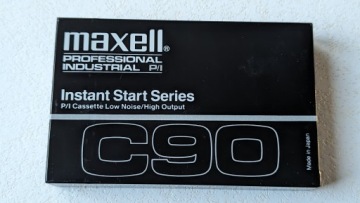 maxell®
PROFESSIONAL
INDUSTRIAL P/I
Instant Start Series
P/I Cassette Low Noise/High Output
C90
Made in Japan